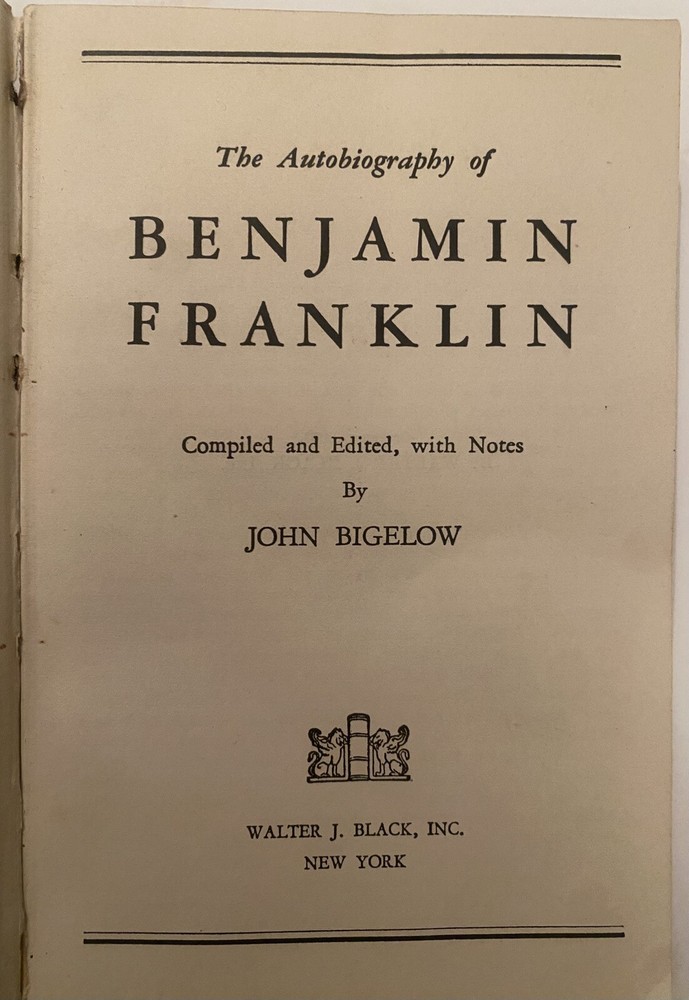 The Autobiography of
BENJAMIN
FRANKLIN
Compiled and Edited, with Notes
By
JOHN BIGELOW
WALTER J. BLACK, INC.
NEW YORK